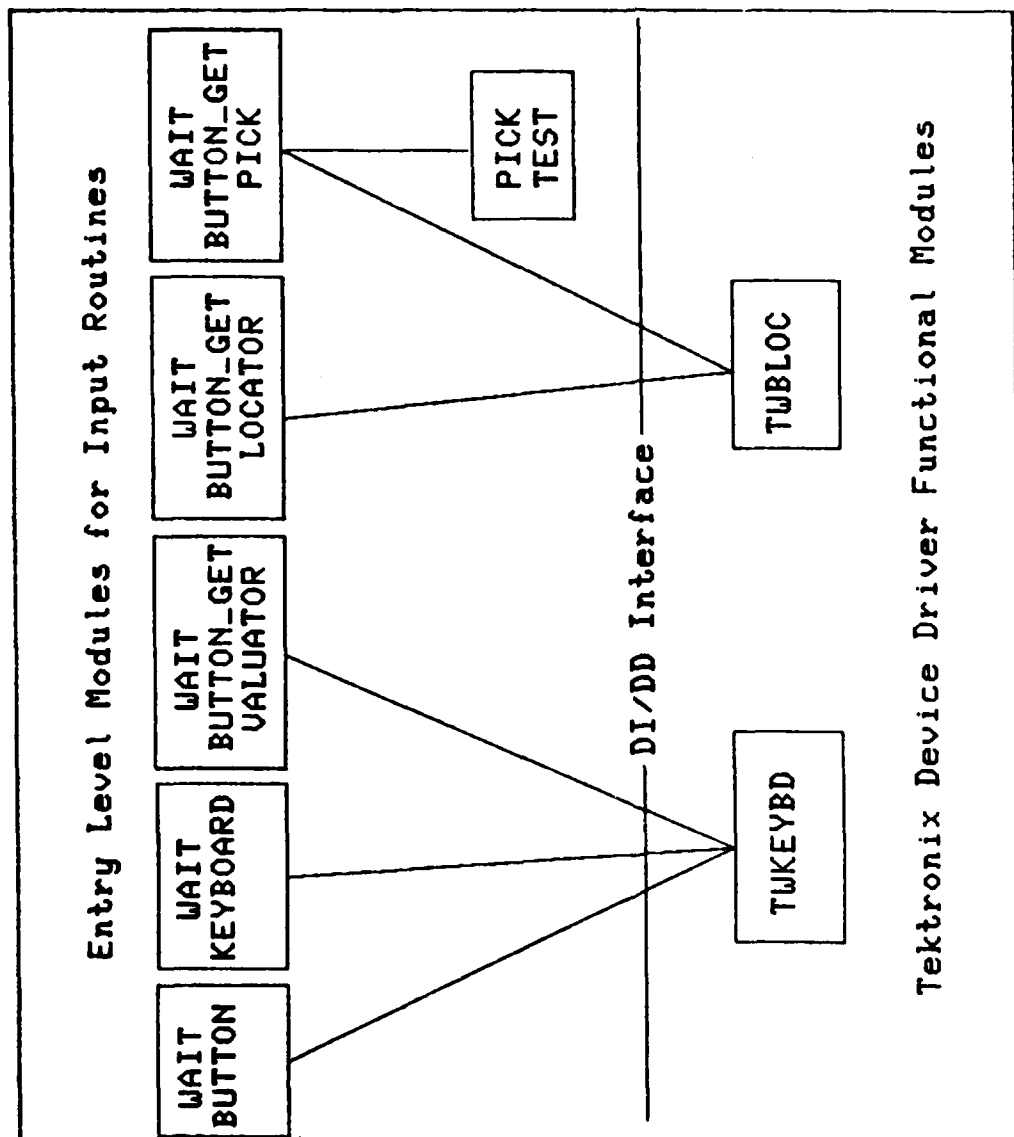 Entry Level Modules for Input Routines
WAIT
BUTTON
WAIT
KEYBOARD
WAIT
BUTTON_GET
VALUATOR
WAIT
BUTTON_GET
LOCATOR
WAIT
BUTTON_GET
PICK
PICK
TEST
DI/DD Interface
TWKEYBD
TWBLOC
Tektronix Device Driver Functional Modules